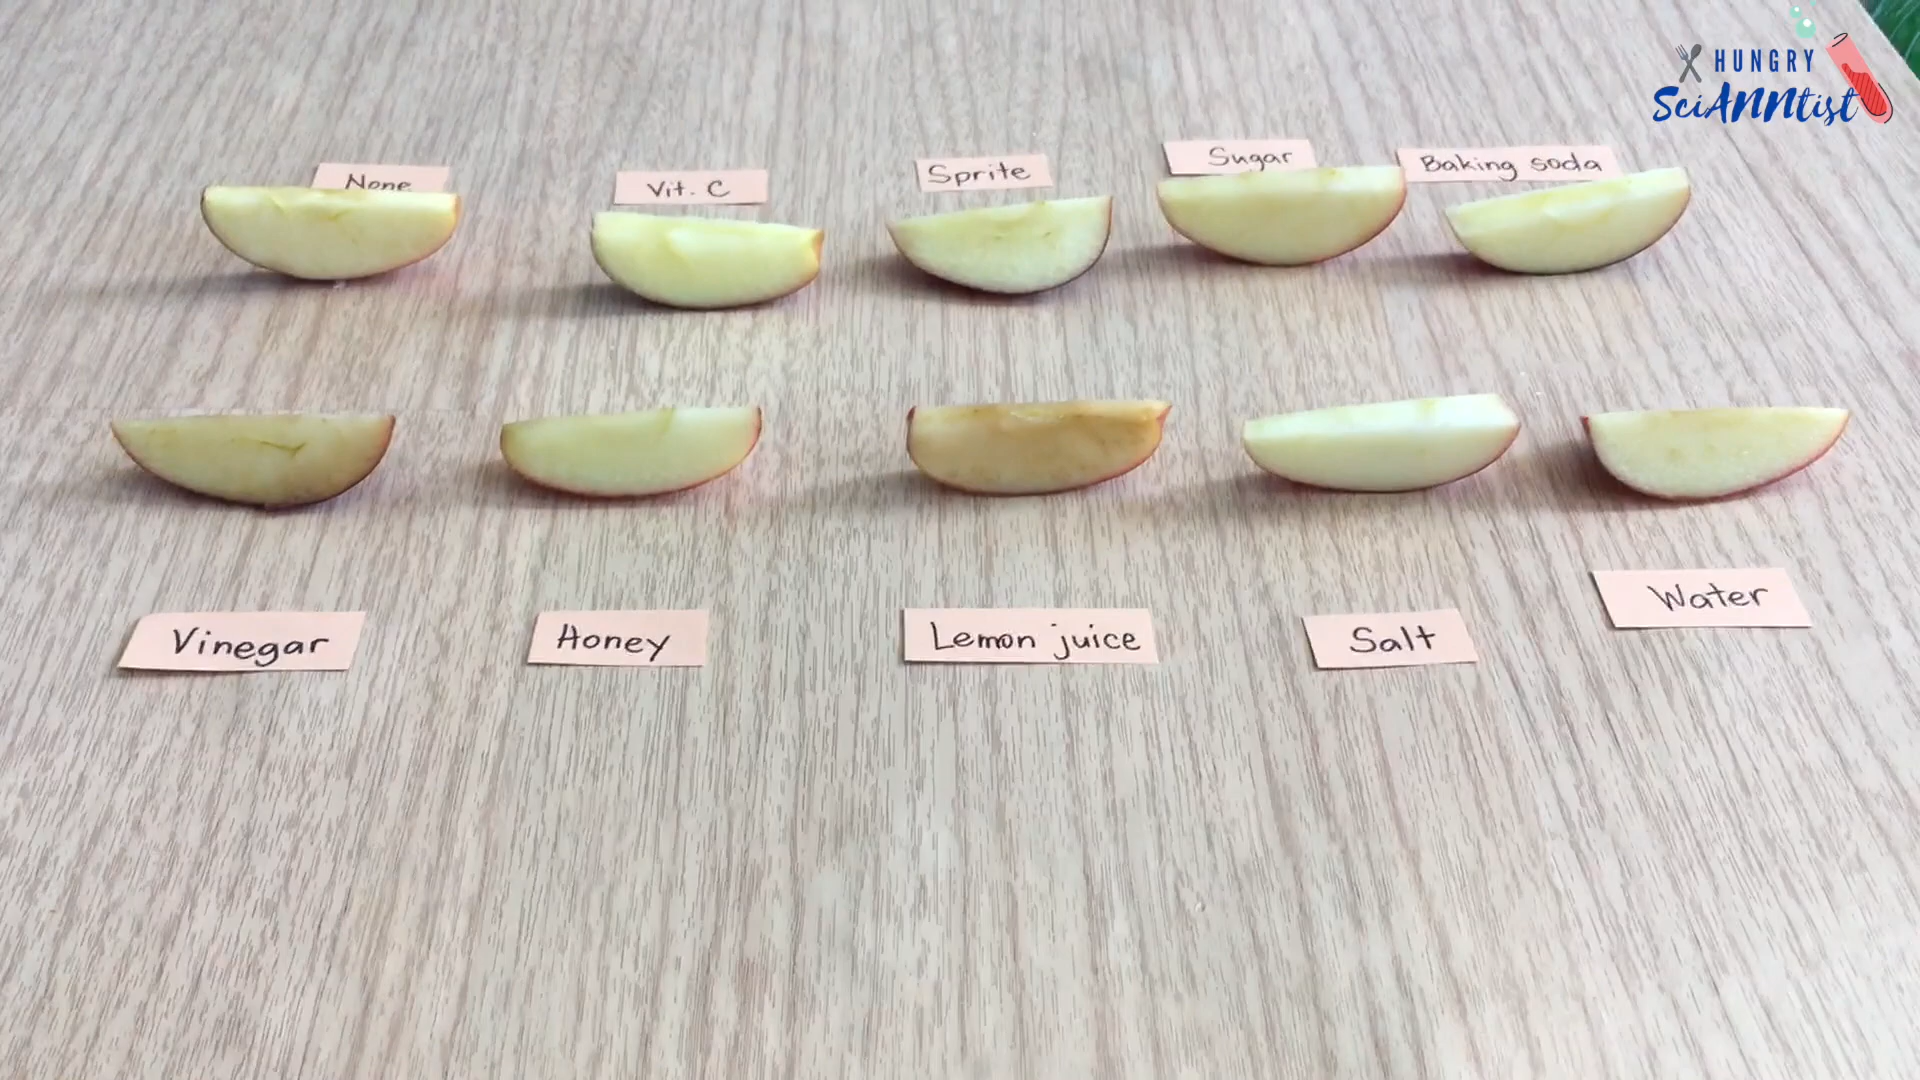 HUNGRY
SciANNtist
None
Vit. C
Sprite
Sugar
Baking soda
Vinegar
Honey
Lemon juice
Salt
Water